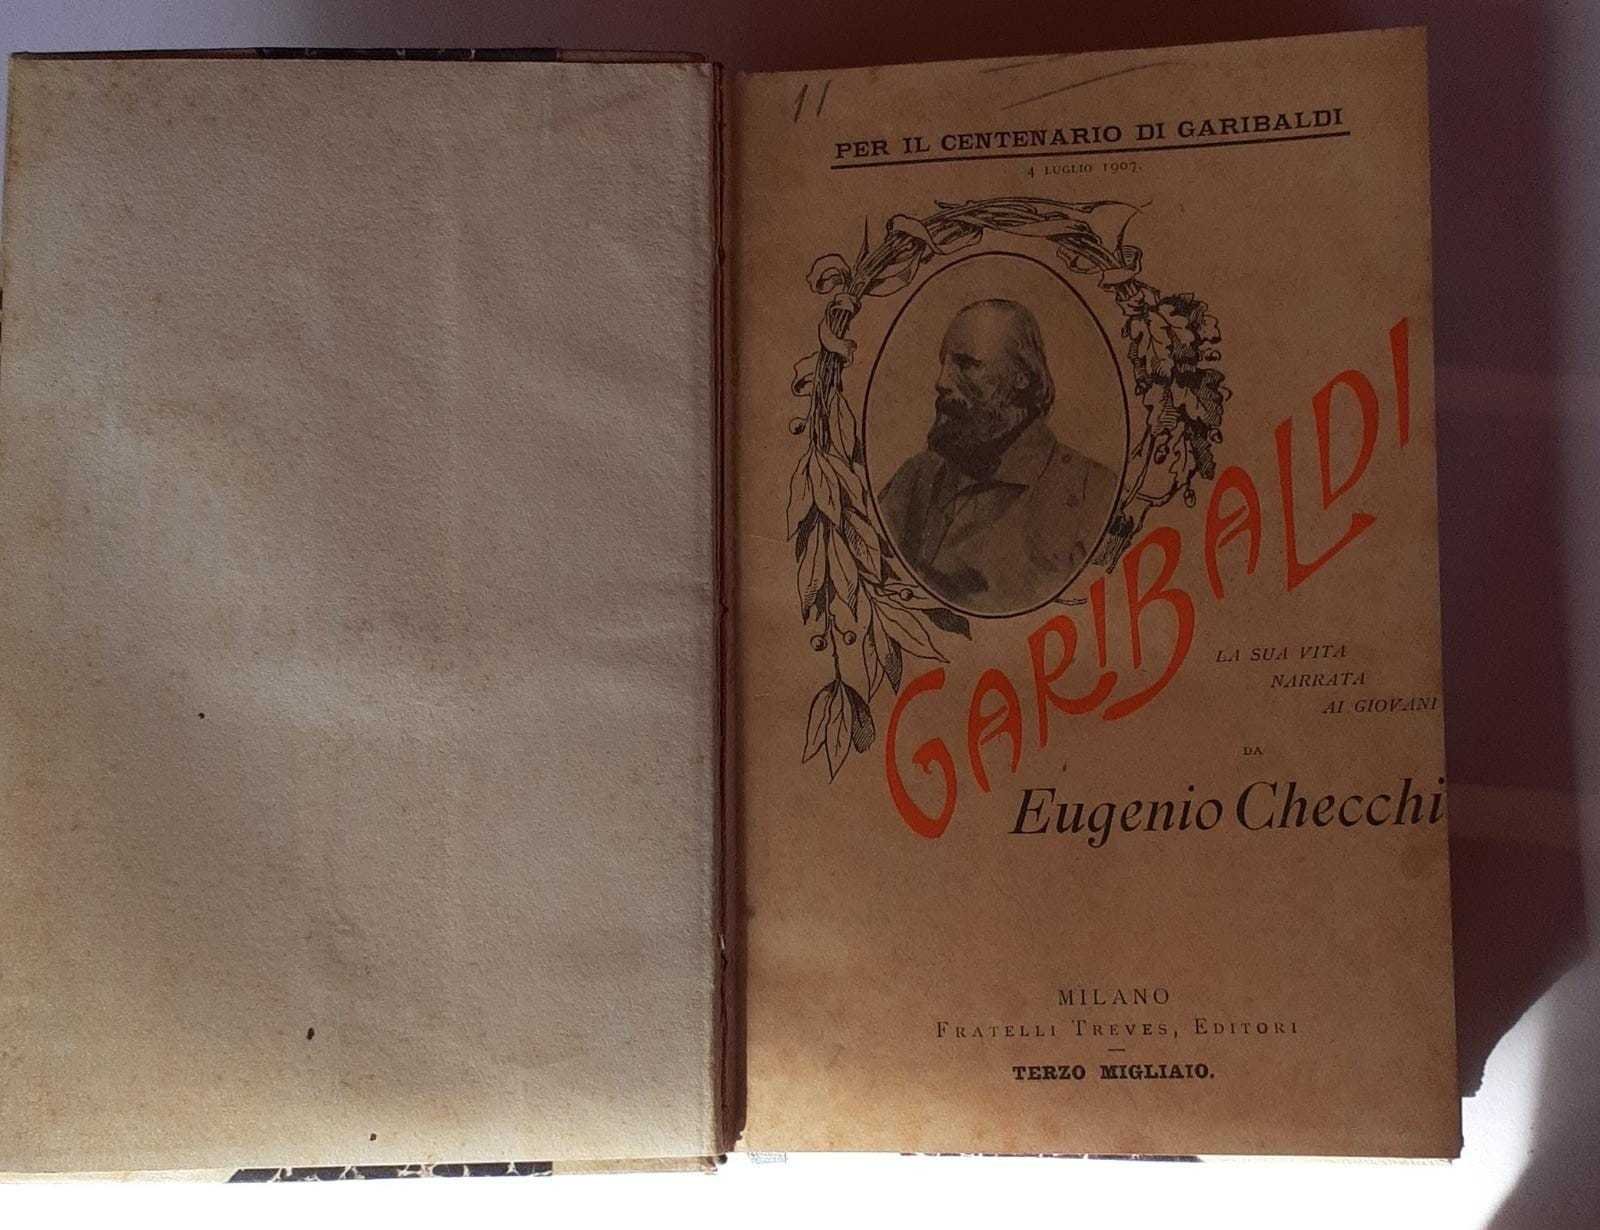 11
PER IL CENTENARIO DI GARIBALDI
4 LUGLIO 1907.
GARIBALDI
LA SUA VITA
NARRATA
AI GIOVANI
DA
Eugenio Checchi
MILANO
FRATELLI TREVES, EDITORI
TERZO MIGLIAIO.